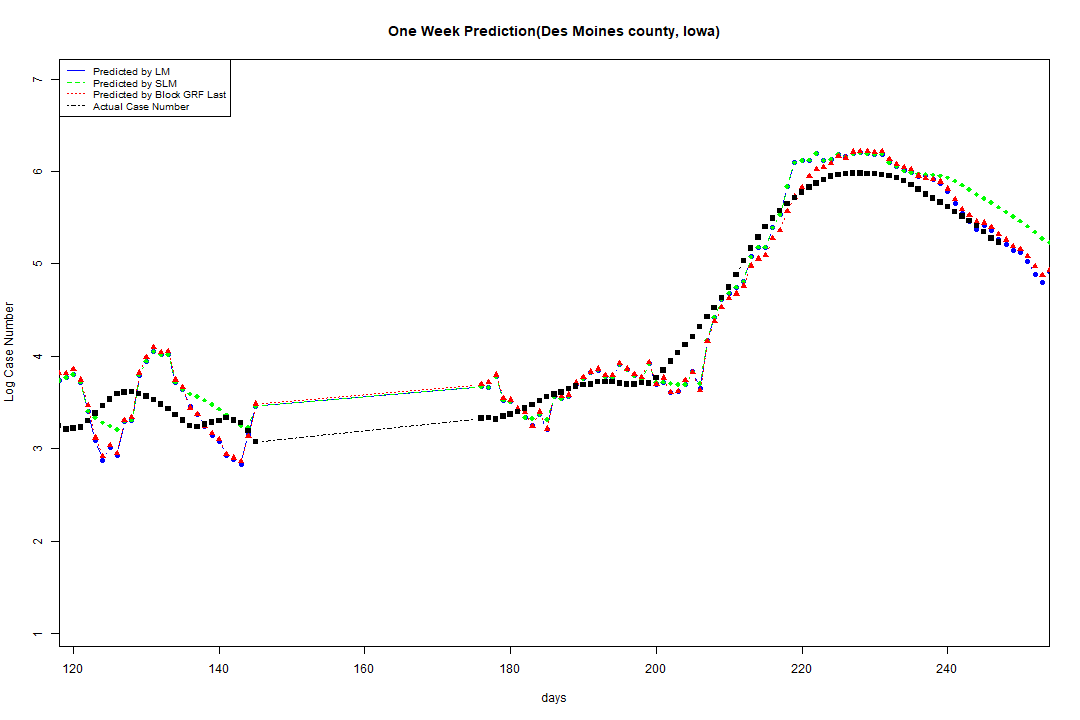 One Week Prediction(Des Moines county, Iowa)
Predicted by LM
Predicted by SLM
Predicted by Block GRF Last
Actual Case Number
Log Case Number
7
6
5
4
3
2
1
120 140 160 180 200 220 240
days